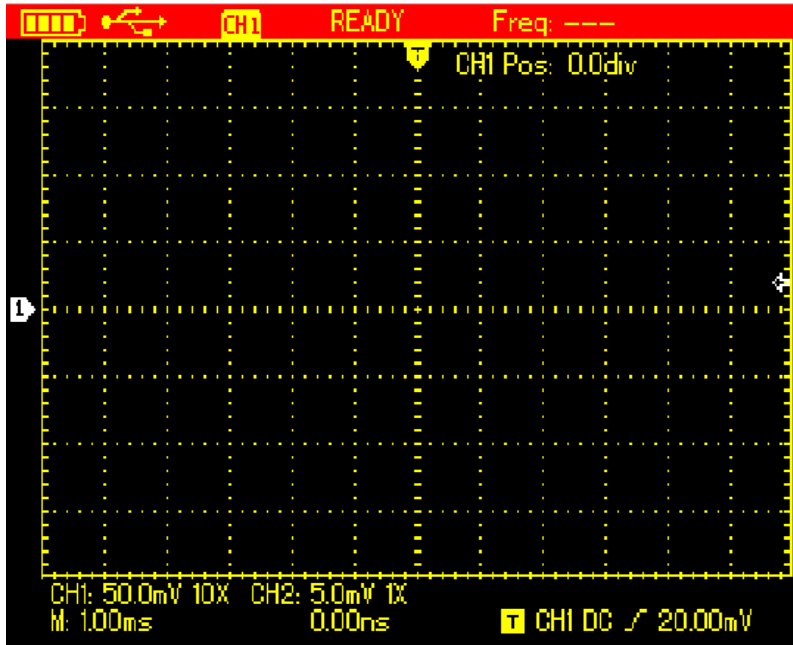 CH1 READY Freq: ---
T CH1 Pos: 0.0div
1
CH1: 50.0mV 10X CH2: 5.0mV 1X
M: 1.00ms 0.00ns T CH1 DC 20.00mV